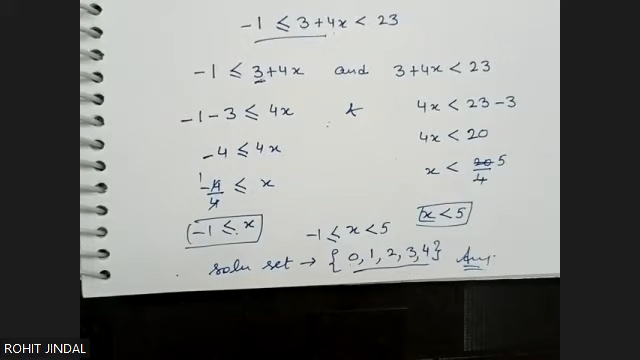 -1 ≤ 3+4x < 23
-1 ≤ 3+4x and 3+4x < 23
-1-3 ≤ 4x & 4x < 23-3
-4 ≤ 4x 4x < 20
-4/4 ≤ x x < 20/4 5
-1 ≤ x -1 ≤ x < 5 x < 5
soln set → {0, 1, 2, 3, 4} Ans.
ROHIT JINDAL